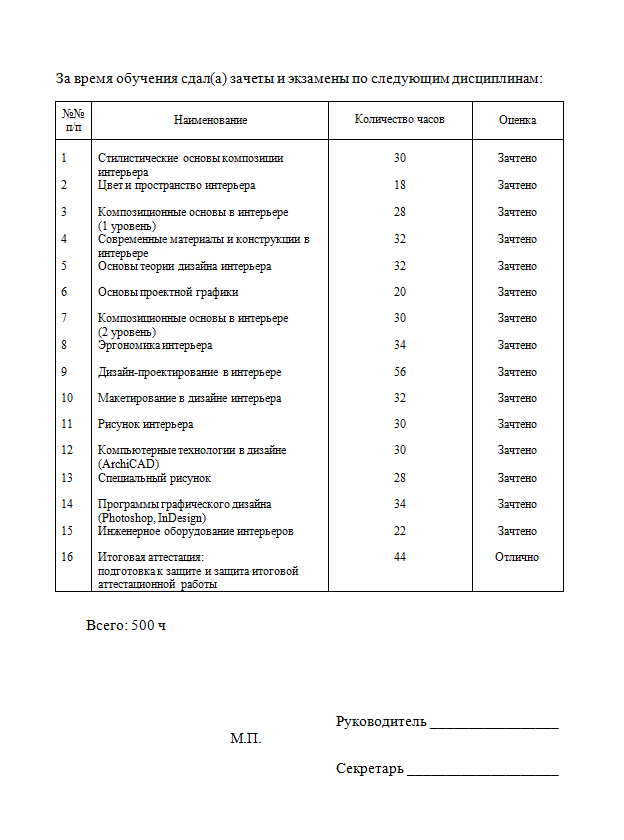 За время обучения сдал(а) зачеты и экзамены по следующим дисциплинам:
№№ п/п Наименование Количество часов Оценка
1 Стилистические основы композиции 30 Зачтено
интерьера
2 Цвет и пространство интерьера 18 Зачтено
3 Композиционные основы в интерьере 28 Зачтено
(1 уровень)
4 Современные материалы и конструкции в 32 Зачтено
интерьере
5 Основы теории дизайна интерьера 32 Зачтено
6 Основы проектной графики 20 Зачтено
7 Композиционные основы в интерьере 30 Зачтено
(2 уровень)
8 Эргономика интерьера 34 Зачтено
9 Дизайн-проектирование в интерьере 56 Зачтено
10 Макетирование в дизайне интерьера 32 Зачтено
11 Рисунок интерьера 30 Зачтено
12 Компьютерные технологии в дизайне 30 Зачтено
(ArchiCAD)
13 Специальный рисунок 28 Зачтено
14 Программы графического дизайна 34 Зачтено
(Photoshop, InDesign)
15 Инженерное оборудование интерьеров 22 Зачтено
16 Итоговая аттестация: 44 Отлично
подготовка к защите и защита итоговой
аттестационной работы
Всего: 500 ч
Руководитель _________________
М.П.
Секретарь ____________________